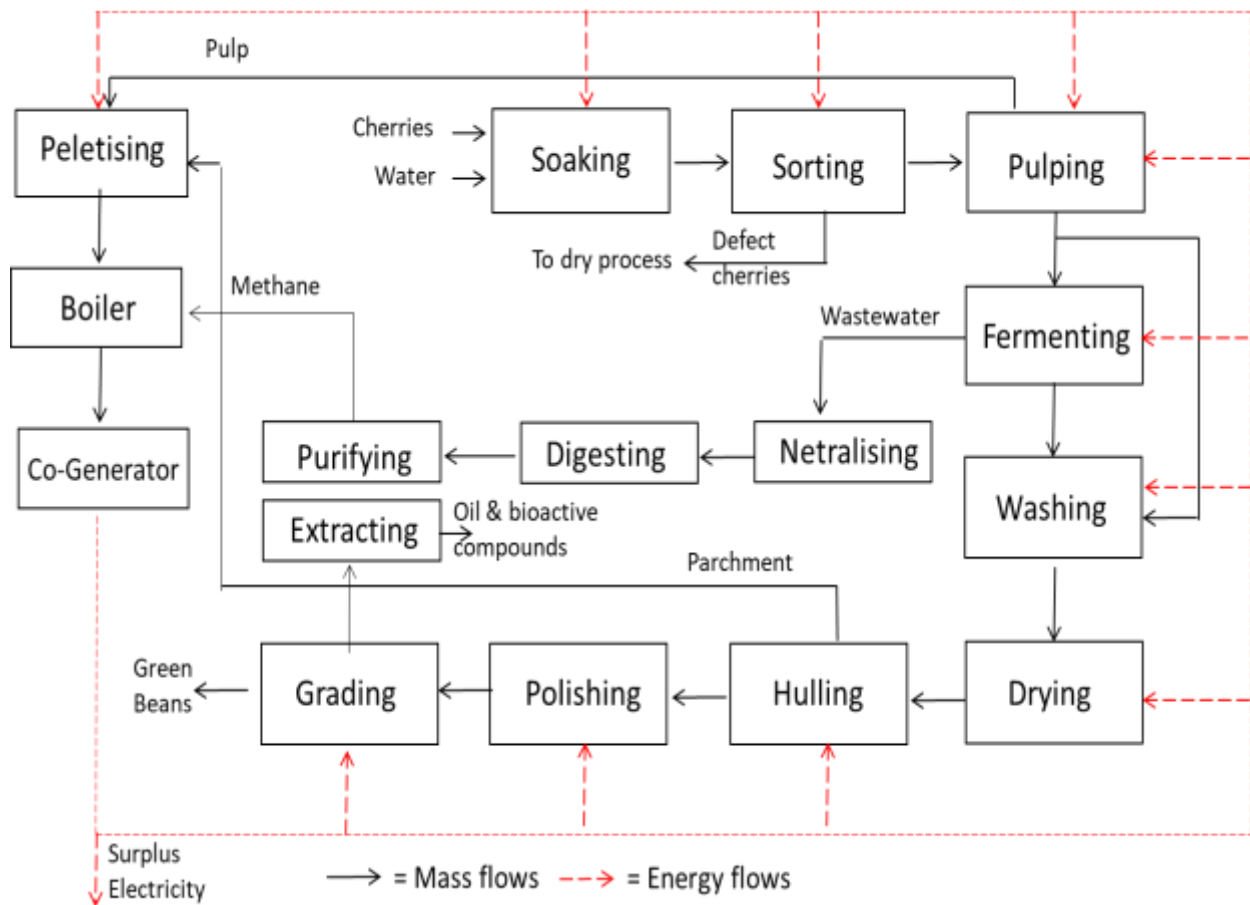 Pulp
Peletising
Cherries
Water
Soaking
Sorting
Pulping
Defect
cherries
To dry process
Boiler
Methane
Wastewater
Fermenting
Co-Generator
Purifying
Digesting
Netralising
Washing
Extracting
Oil & bioactive
compounds
Parchment
Green
Beans
Grading
Polishing
Hulling
Drying
Surplus
Electricity
= Mass flows
= Energy flows